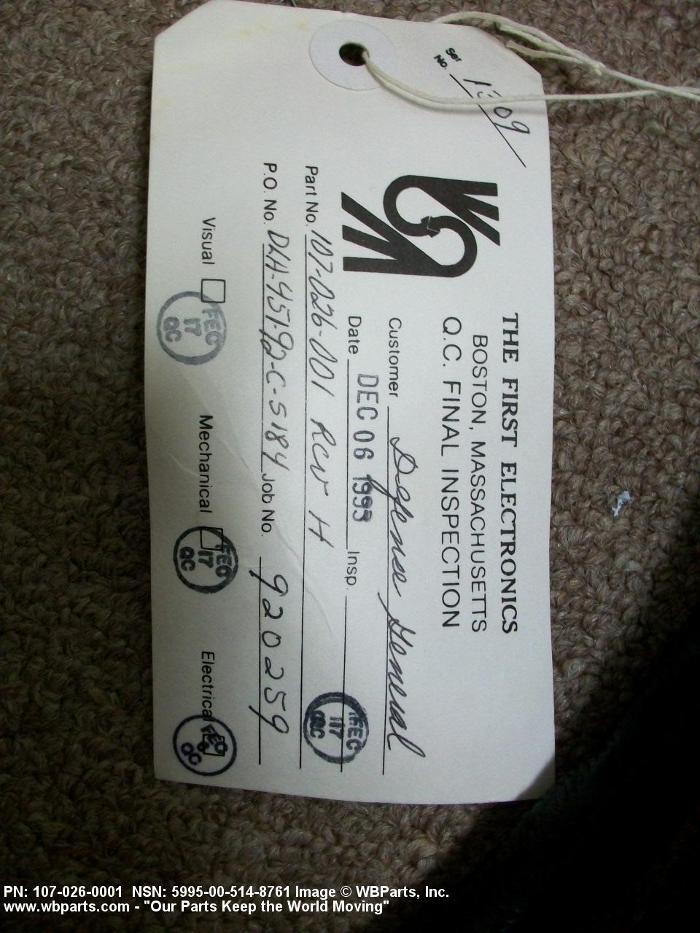 Ser
No. 1309
THE FIRST ELECTRONICS
BOSTON, MASSACHUSETTS
Q.C. FINAL INSPECTION
Customer Defense General
Date DEC 06 1993 Insp. FEC 117 QC
Part No. 107-026-001 Rev H
P.O. No. DLA-451-92-C-5184 Job No. 920259
Visual Mechanical Electrical
FEC 17 QC FEC 17 QC QC
PN: 107-026-0001 NSN: 5995-00-514-8761 Image © WBParts, Inc.
www.wbparts.com - "Our Parts Keep the World Moving"